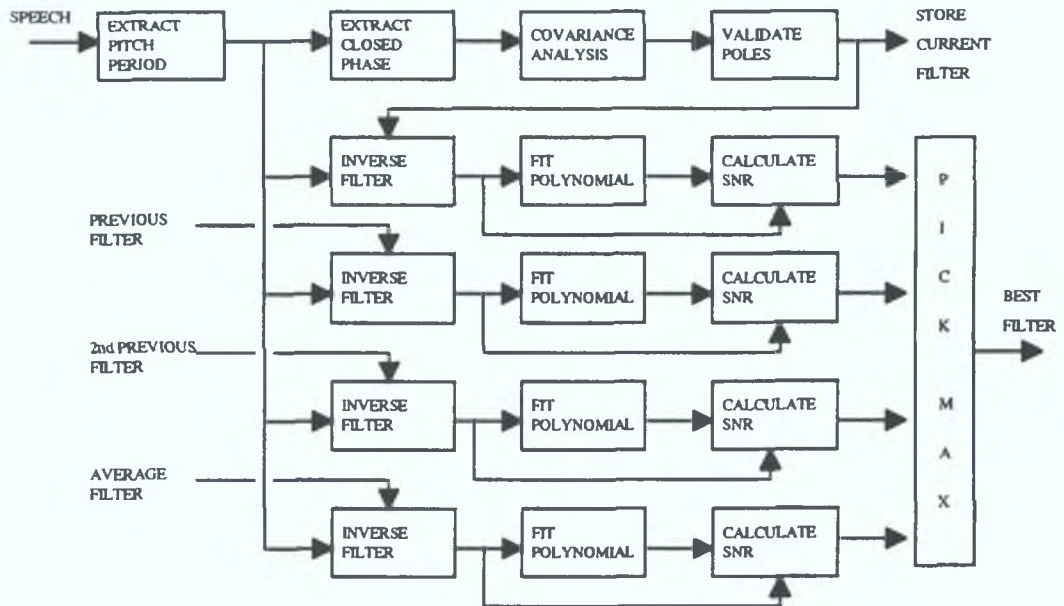 SPEECH
EXTRACT
PITCH
PERIOD
EXTRACT
CLOSED
PHASE
COVARIANCE
ANALYSIS
VALIDATE
POLES
STORE
CURRENT
FILTER
INVERSE
FILTER
FIT
POLYNOMIAL
CALCULATE
SNR
PREVIOUS
FILTER
INVERSE
FILTER
FIT
POLYNOMIAL
CALCULATE
SNR
2nd PREVIOUS
FILTER
INVERSE
FILTER
FIT
POLYNOMIAL
CALCULATE
SNR
AVERAGE
FILTER
INVERSE
FILTER
FIT
POLYNOMIAL
CALCULATE
SNR
P
I
C
K
M
A
X
BEST
FILTER